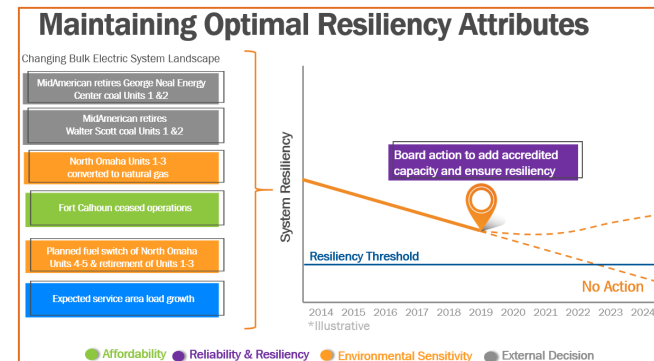 Maintaining Optimal Resiliency Attributes
Changing Bulk Electric System Landscape
MidAmerican retires George Neal Energy
Center coal Units 1 &2
MidAmerican retires
Walter Scott coal Units 1 &2
North Omaha Units 1-3
converted to natural gas
Fort Calhoun ceased operations
Planned fuel switch of North Omaha
Units 4-5 & retirement of Units 1-3
Expected service area load growth
System Resiliency
Board action to add accredited
capacity and ensure resiliency
Resiliency Threshold
No Action
2014 2015 2016 2017 2018 2019 2020 2021 2022 2023 2024
*Illustrative
Affordability Reliability & Resiliency Environmental Sensitivity External Decision